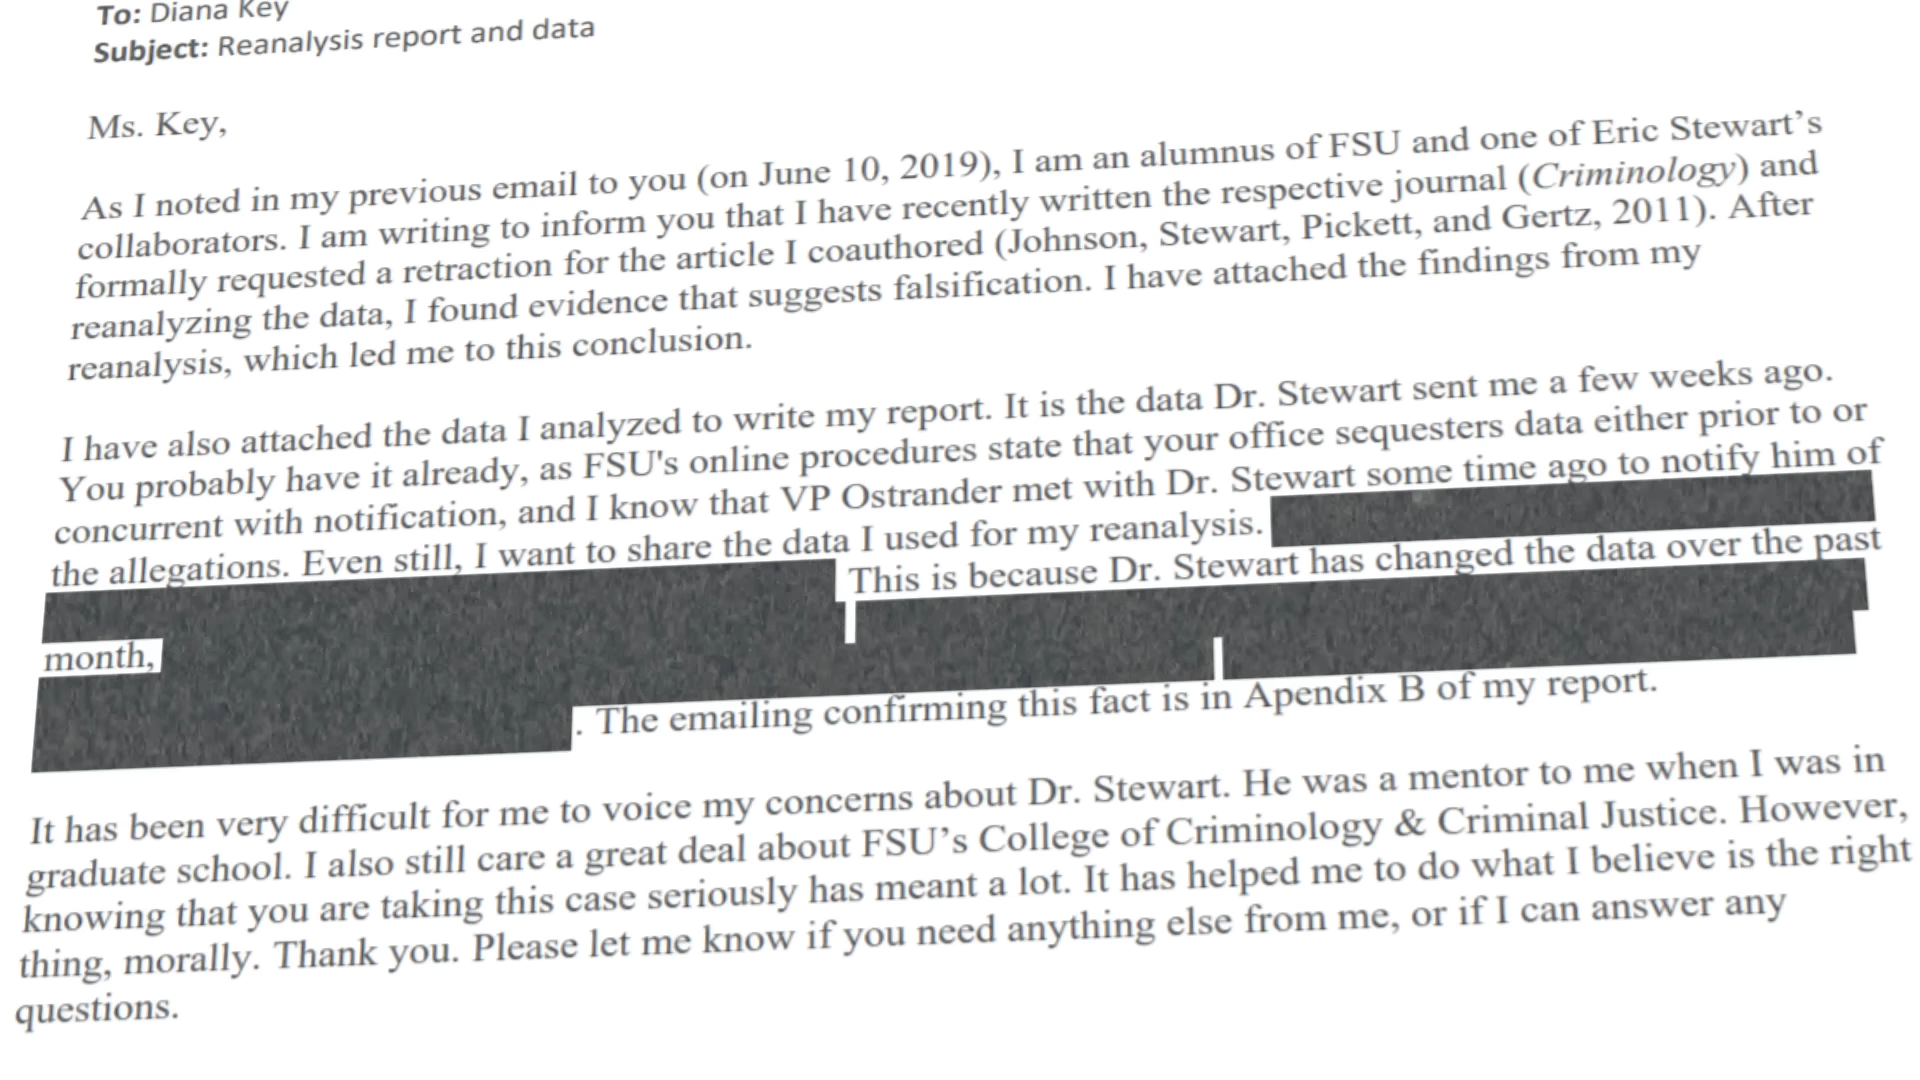 To: Diana Key
Subject: Reanalysis report and data
Ms. Key,
As I noted in my previous email to you (on June 10, 2019), I am an alumnus of FSU and one of Eric Stewart’s
collaborators. I am writing to inform you that I have recently written the respective journal (Criminology) and
formally requested a retraction for the article I coauthored (Johnson, Stewart, Pickett, and Gertz, 2011). After
reanalyzing the data, I found evidence that suggests falsification. I have attached the findings from my
reanalysis, which led me to this conclusion.
I have also attached the data I analyzed to write my report. It is the data Dr. Stewart sent me a few weeks ago.
You probably have it already, as FSU's online procedures state that your office sequesters data either prior to or
concurrent with notification, and I know that VP Ostrander met with Dr. Stewart some time ago to notify him of
the allegations. Even still, I want to share the data I used for my reanalysis.
This is because Dr. Stewart has changed the data over the past
month,
. The emailing confirming this fact is in Apendix B of my report.
It has been very difficult for me to voice my concerns about Dr. Stewart. He was a mentor to me when I was in
graduate school. I also still care a great deal about FSU’s College of Criminology & Criminal Justice. However,
knowing that you are taking this case seriously has meant a lot. It has helped me to do what I believe is the right
thing, morally. Thank you. Please let me know if you need anything else from me, or if I can answer any
questions.